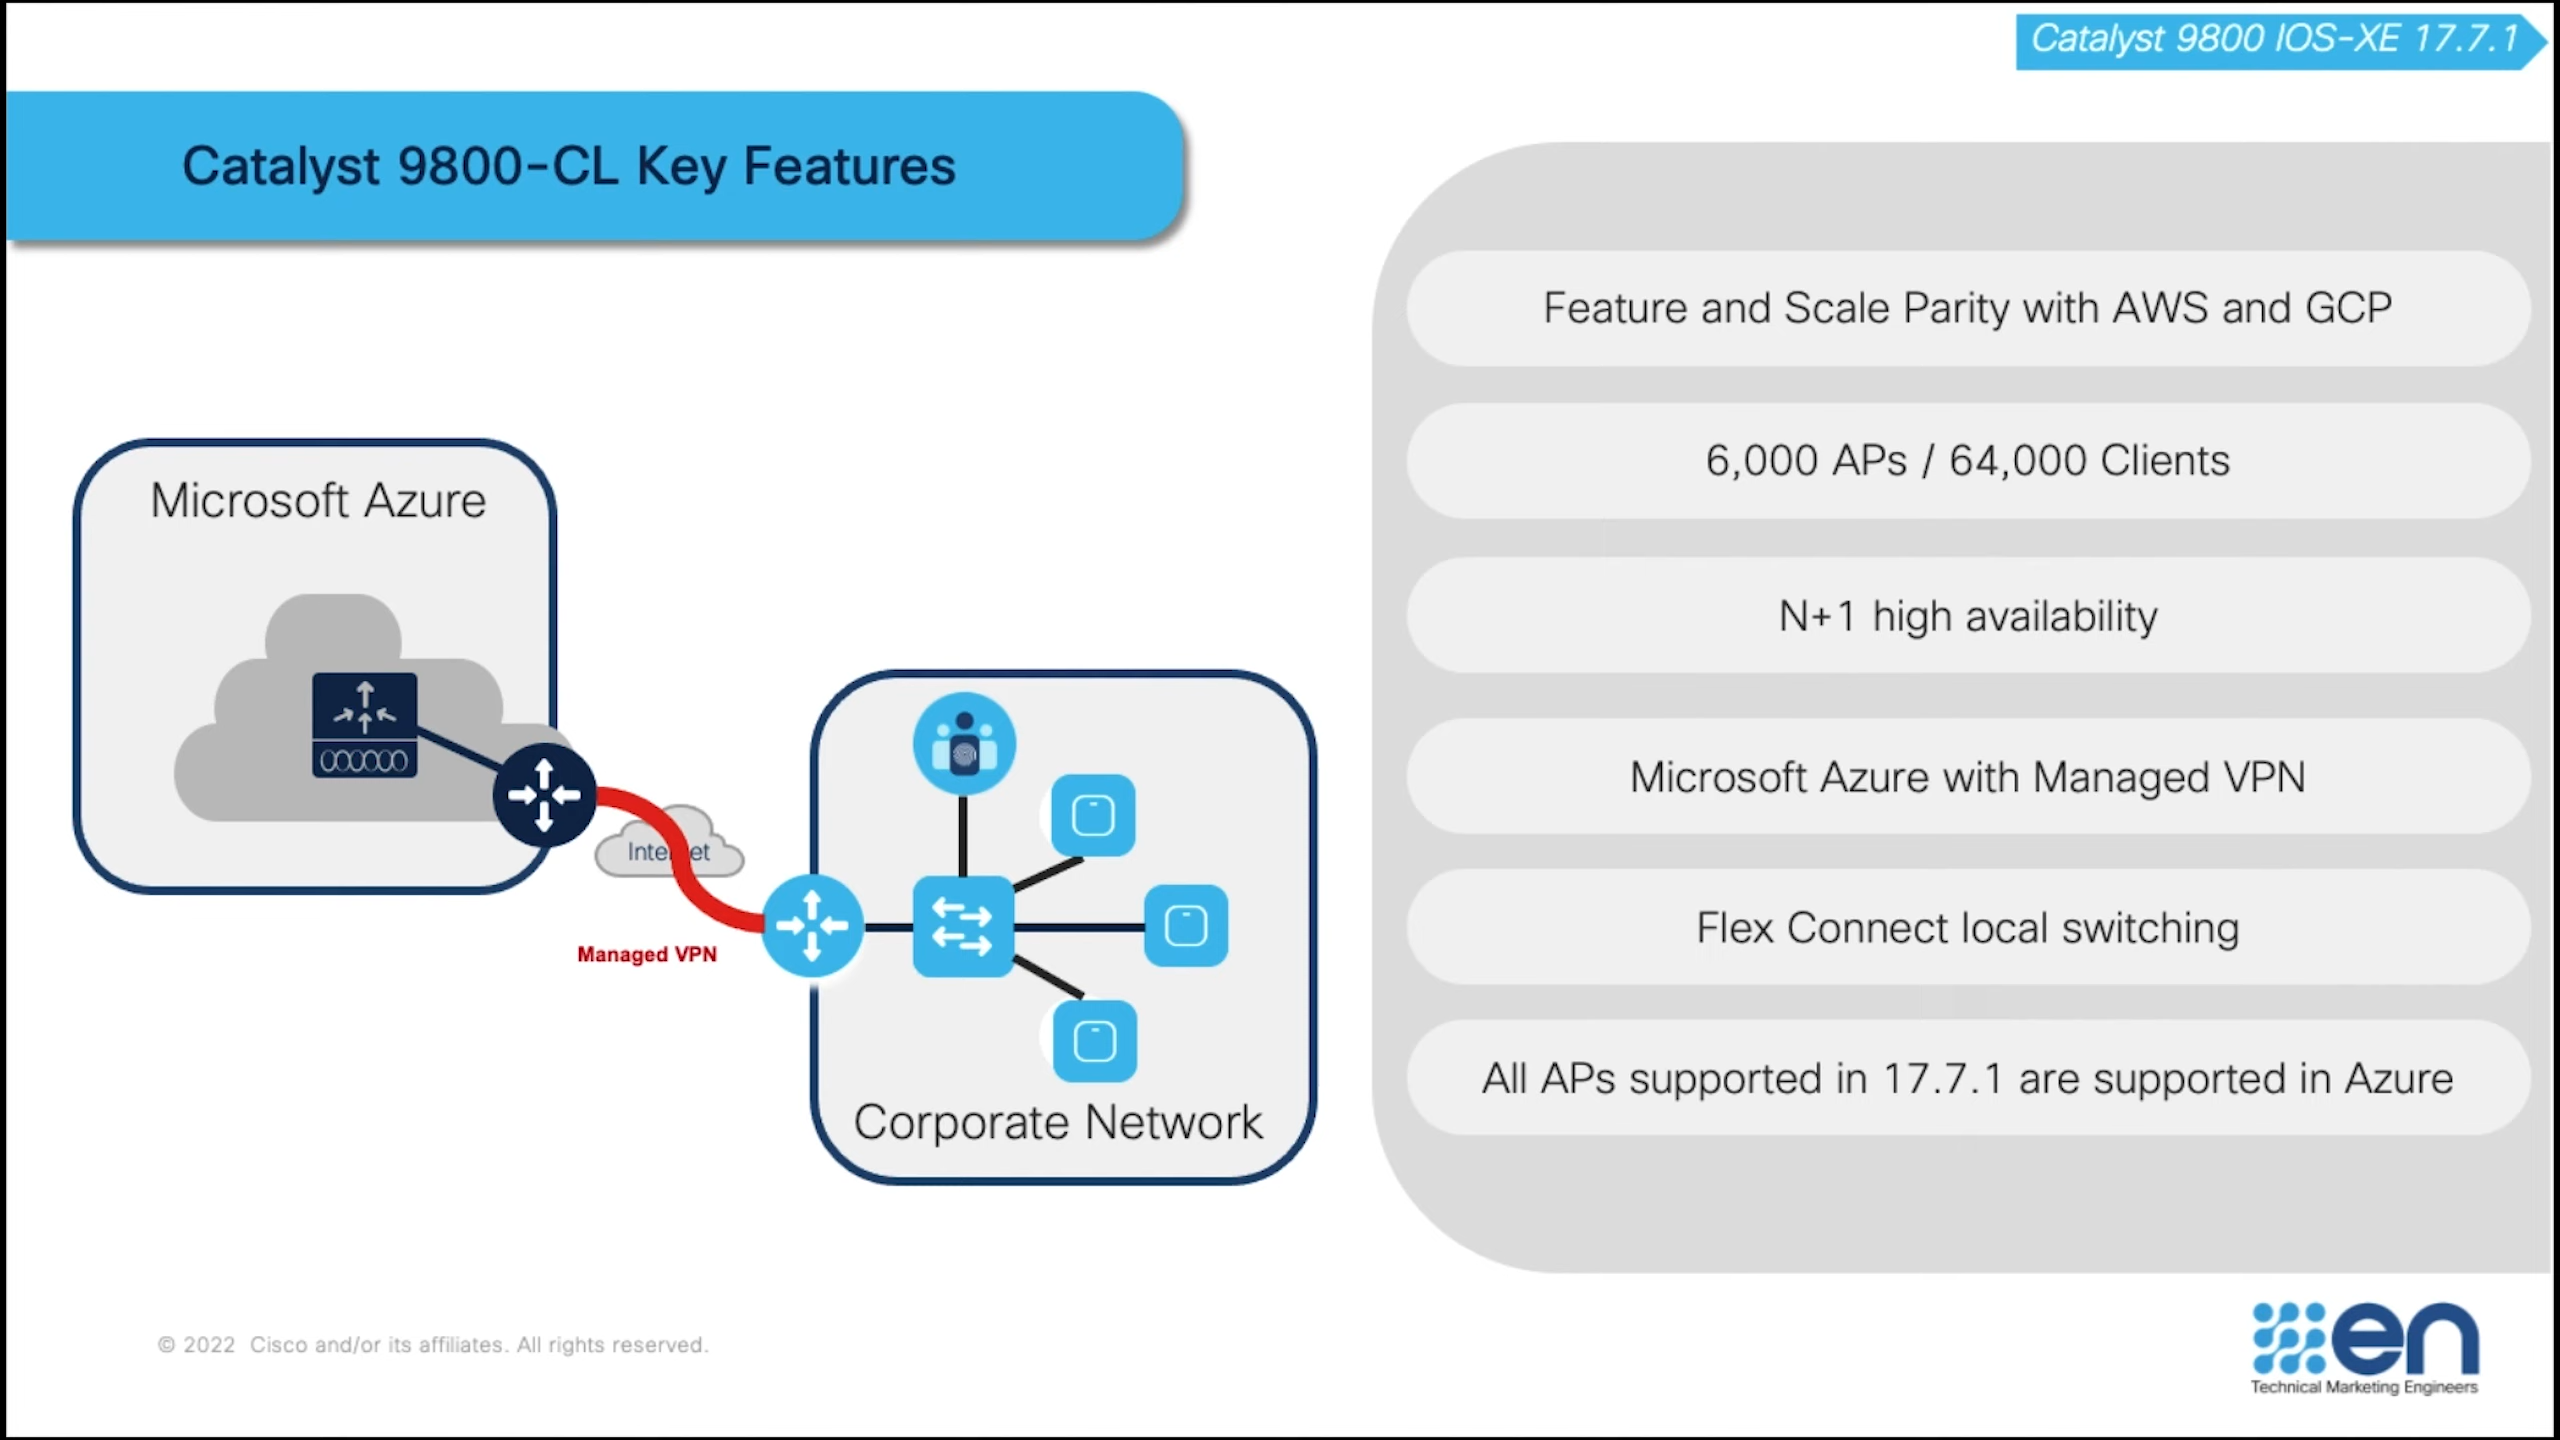 Catalyst 9800 IOS-XE 17.7.1
Catalyst 9800-CL Key Features
Microsoft Azure
Internet
Managed VPN
Corporate Network
Feature and Scale Parity with AWS and GCP
6,000 APs / 64,000 Clients
N+1 high availability
Microsoft Azure with Managed VPN
Flex Connect local switching
All APs supported in 17.7.1 are supported in Azure
© 2022 Cisco and/or its affiliates. All rights reserved.
en
Technical Marketing Engineers